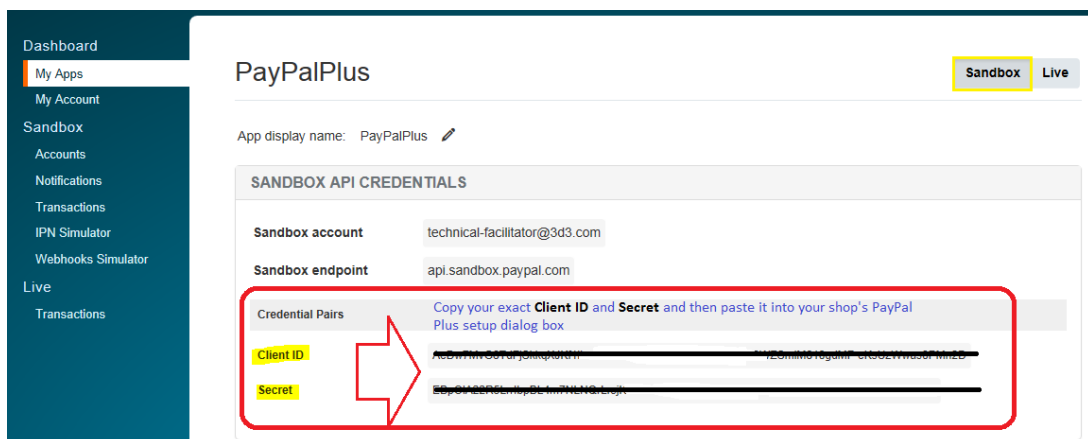 Dashboard
My Apps
My Account
Sandbox
Accounts
Notifications
Transactions
IPN Simulator
Webhooks Simulator
Live
Transactions
PayPalPlus
Sandbox Live
App display name: PayPalPlus
SANDBOX API CREDENTIALS
Sandbox account technical-facilitator@3d3.com
Sandbox endpoint api.sandbox.paypal.com
Credential Pairs Copy your exact Client ID and Secret and then paste it into your shop's PayPal
Plus setup dialog box
Client ID
Secret